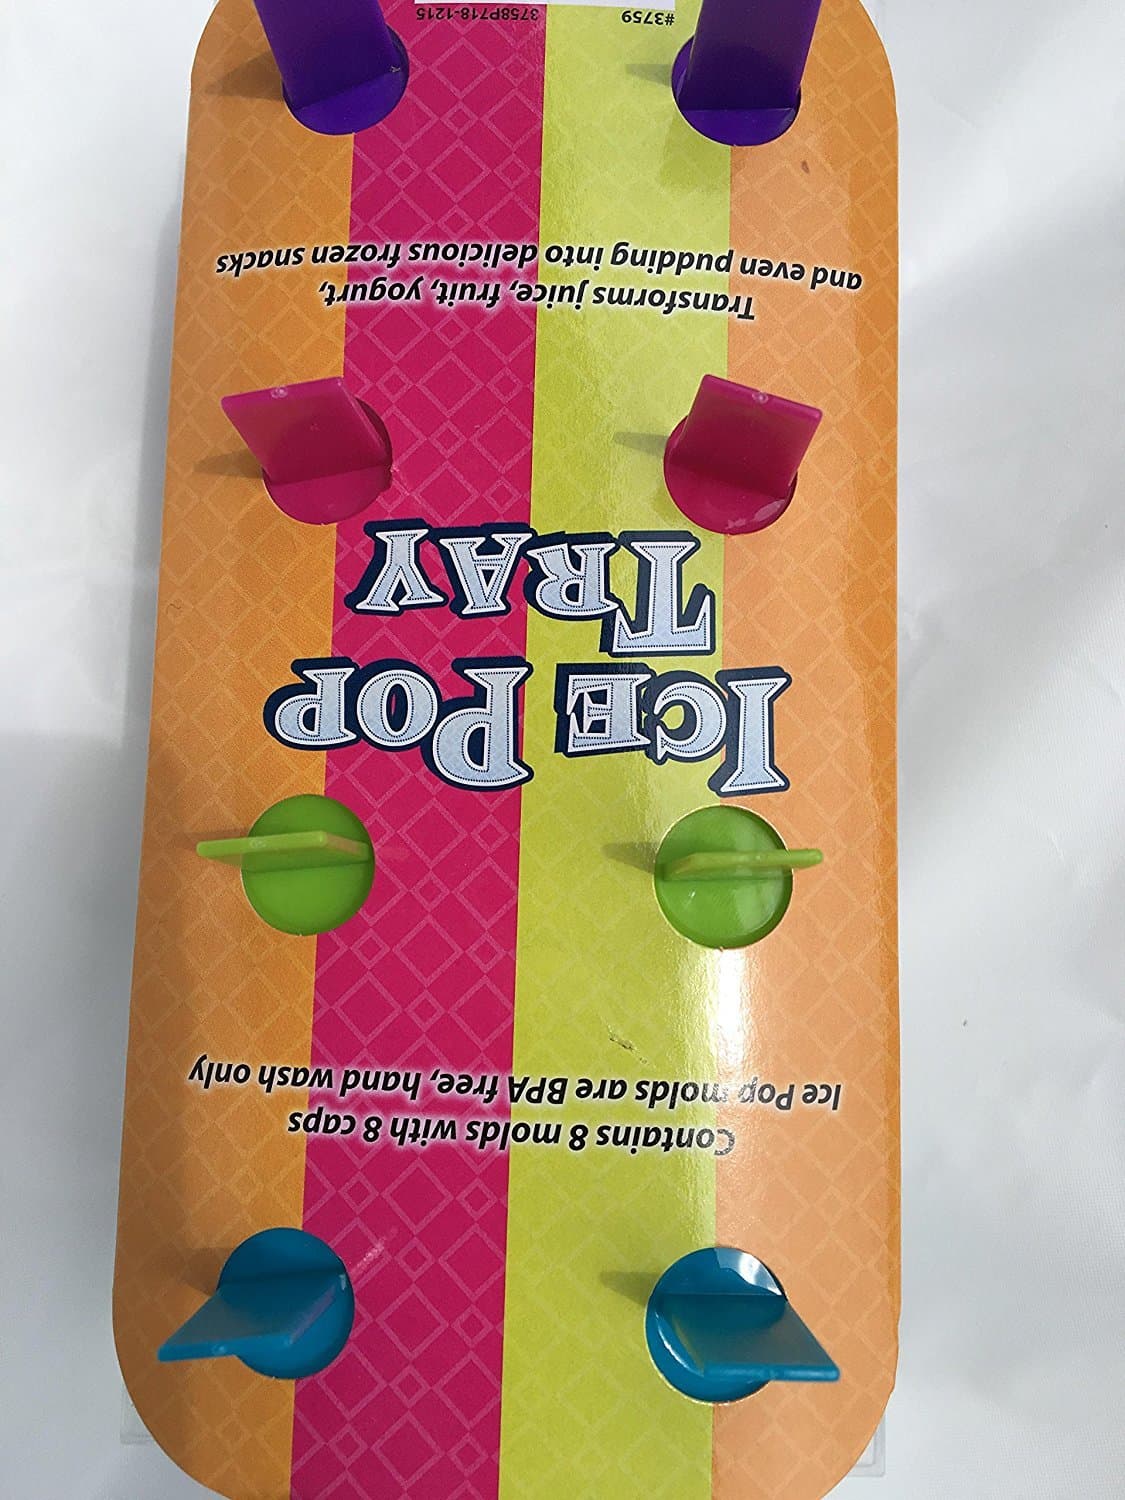 Contains 8 molds with 8 caps
Ice Pop molds are BPA free, hand wash only
ICE POP
TRAY
Transforms juice, fruit, yogurt,
and even pudding into delicious frozen snacks
#3759 3758P718-1215